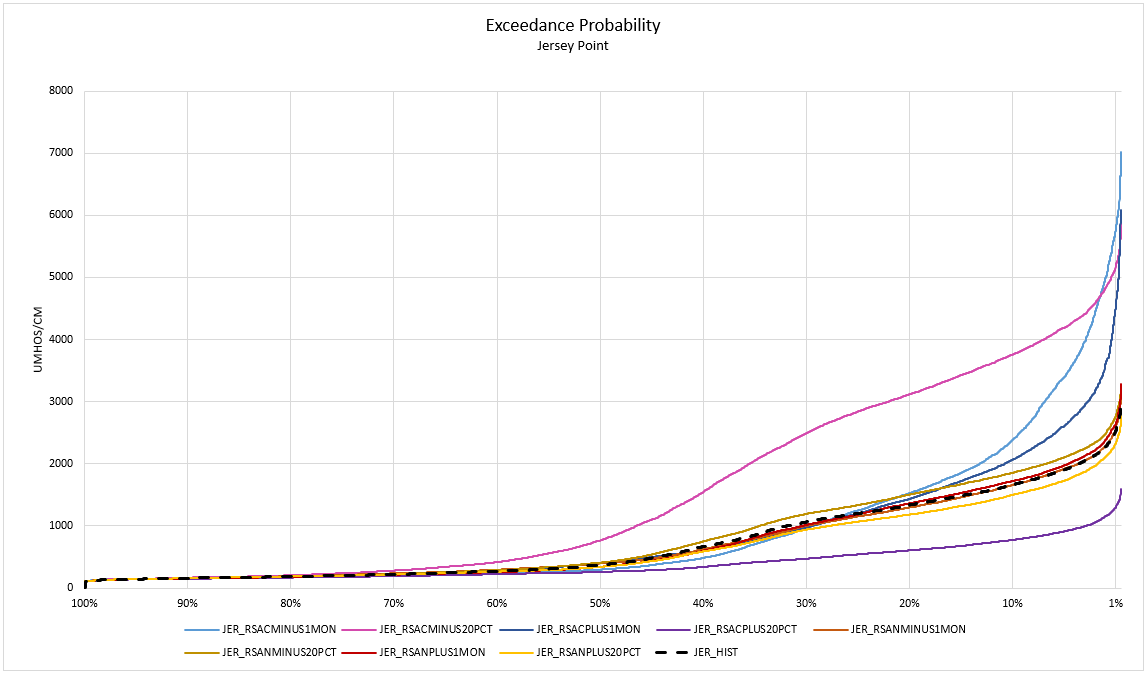 Exceedance Probability
Jersey Point
8000
7000
6000
5000
4000
3000
2000
1000
0
UMHOS/CM
100% 90% 80% 70% 60% 50% 40% 30% 20% 10% 1%
JER_RSACMINUS1MON JER_RSACMINUS20PCT JER_RSACPLUS1MON JER_RSACPLUS20PCT JER_RSANMINUS1MON
JER_RSANMINUS20PCT JER_RSANPLUS1MON JER_RSANPLUS20PCT JER_HIST